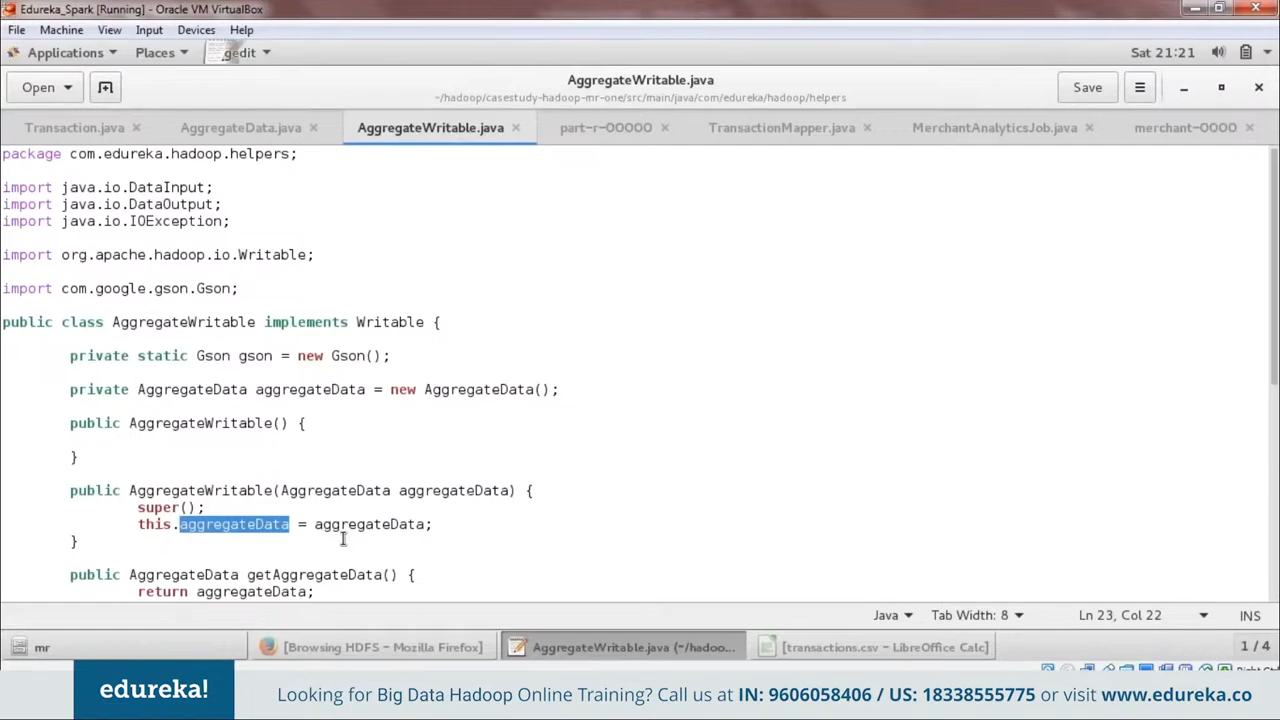 Edureka_Spark [Running] - Oracle VM VirtualBox
File Machine View Input Devices Help
Applications Places gedit Sat 21:21
Open AggregateWritable.java Save
~/hadoop/casestudy-hadoop-mr-one/src/main/java/com/edureka/hadoop/helpers
Transaction.java × AggregateData.java × AggregateWritable.java × part-r-00000 × TransactionMapper.java × MerchantAnalyticsJob.java × merchant-0000 ×
package com.edureka.hadoop.helpers;
import java.io.DataInput;
import java.io.DataOutput;
import java.io.IOException;
import org.apache.hadoop.io.Writable;
import com.google.gson.Gson;
public class AggregateWritable implements Writable {
private static Gson gson = new Gson();
private AggregateData aggregateData = new AggregateData();
public AggregateWritable() {
}
public AggregateWritable(AggregateData aggregateData) {
super();
this.aggregateData = aggregateData;
}
public AggregateData getAggregateData() {
return aggregateData;
Java Tab Width: 8 Ln 23, Col 22 INS
mr [Browsing HDFS - Mozilla Firefox] AggregateWritable.java (~/hadoo... [transactions.csv - LibreOffice Calc] 1 / 4
edureka! Looking for Big Data Hadoop Online Training? Call us at IN: 9606058406 / US: 18338555775 or visit www.edureka.co